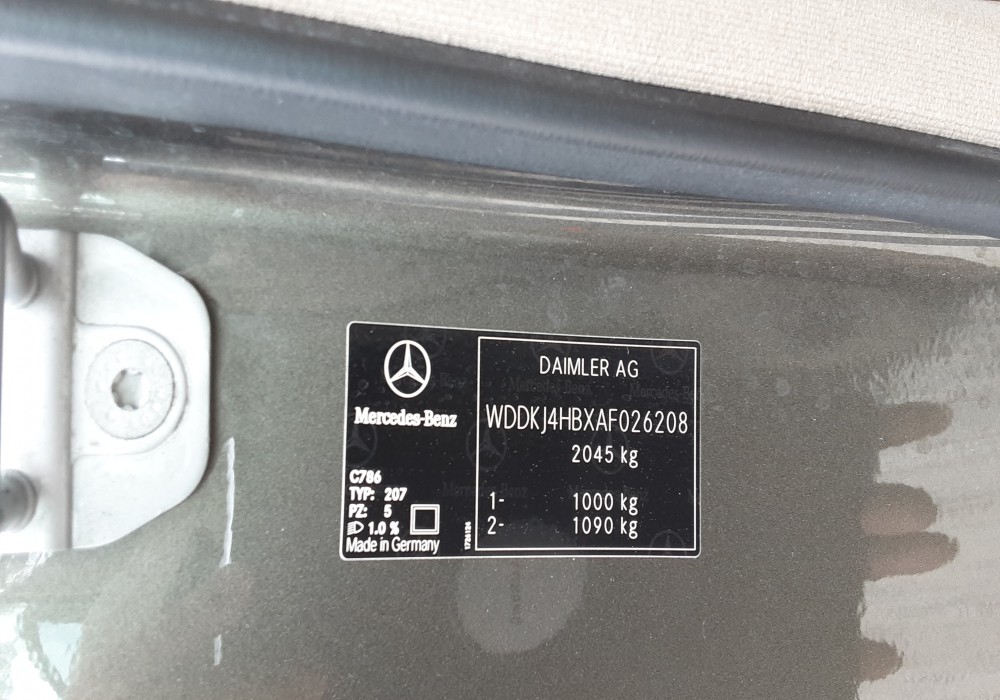 Mercedes-Benz
C786
TYP: 207
PZ: 5
1.0 %
Made in Germany
1726124
DAIMLER AG
WDDKJ4HBXAF026208
2045 kg
1- 1000 kg
2- 1090 kg